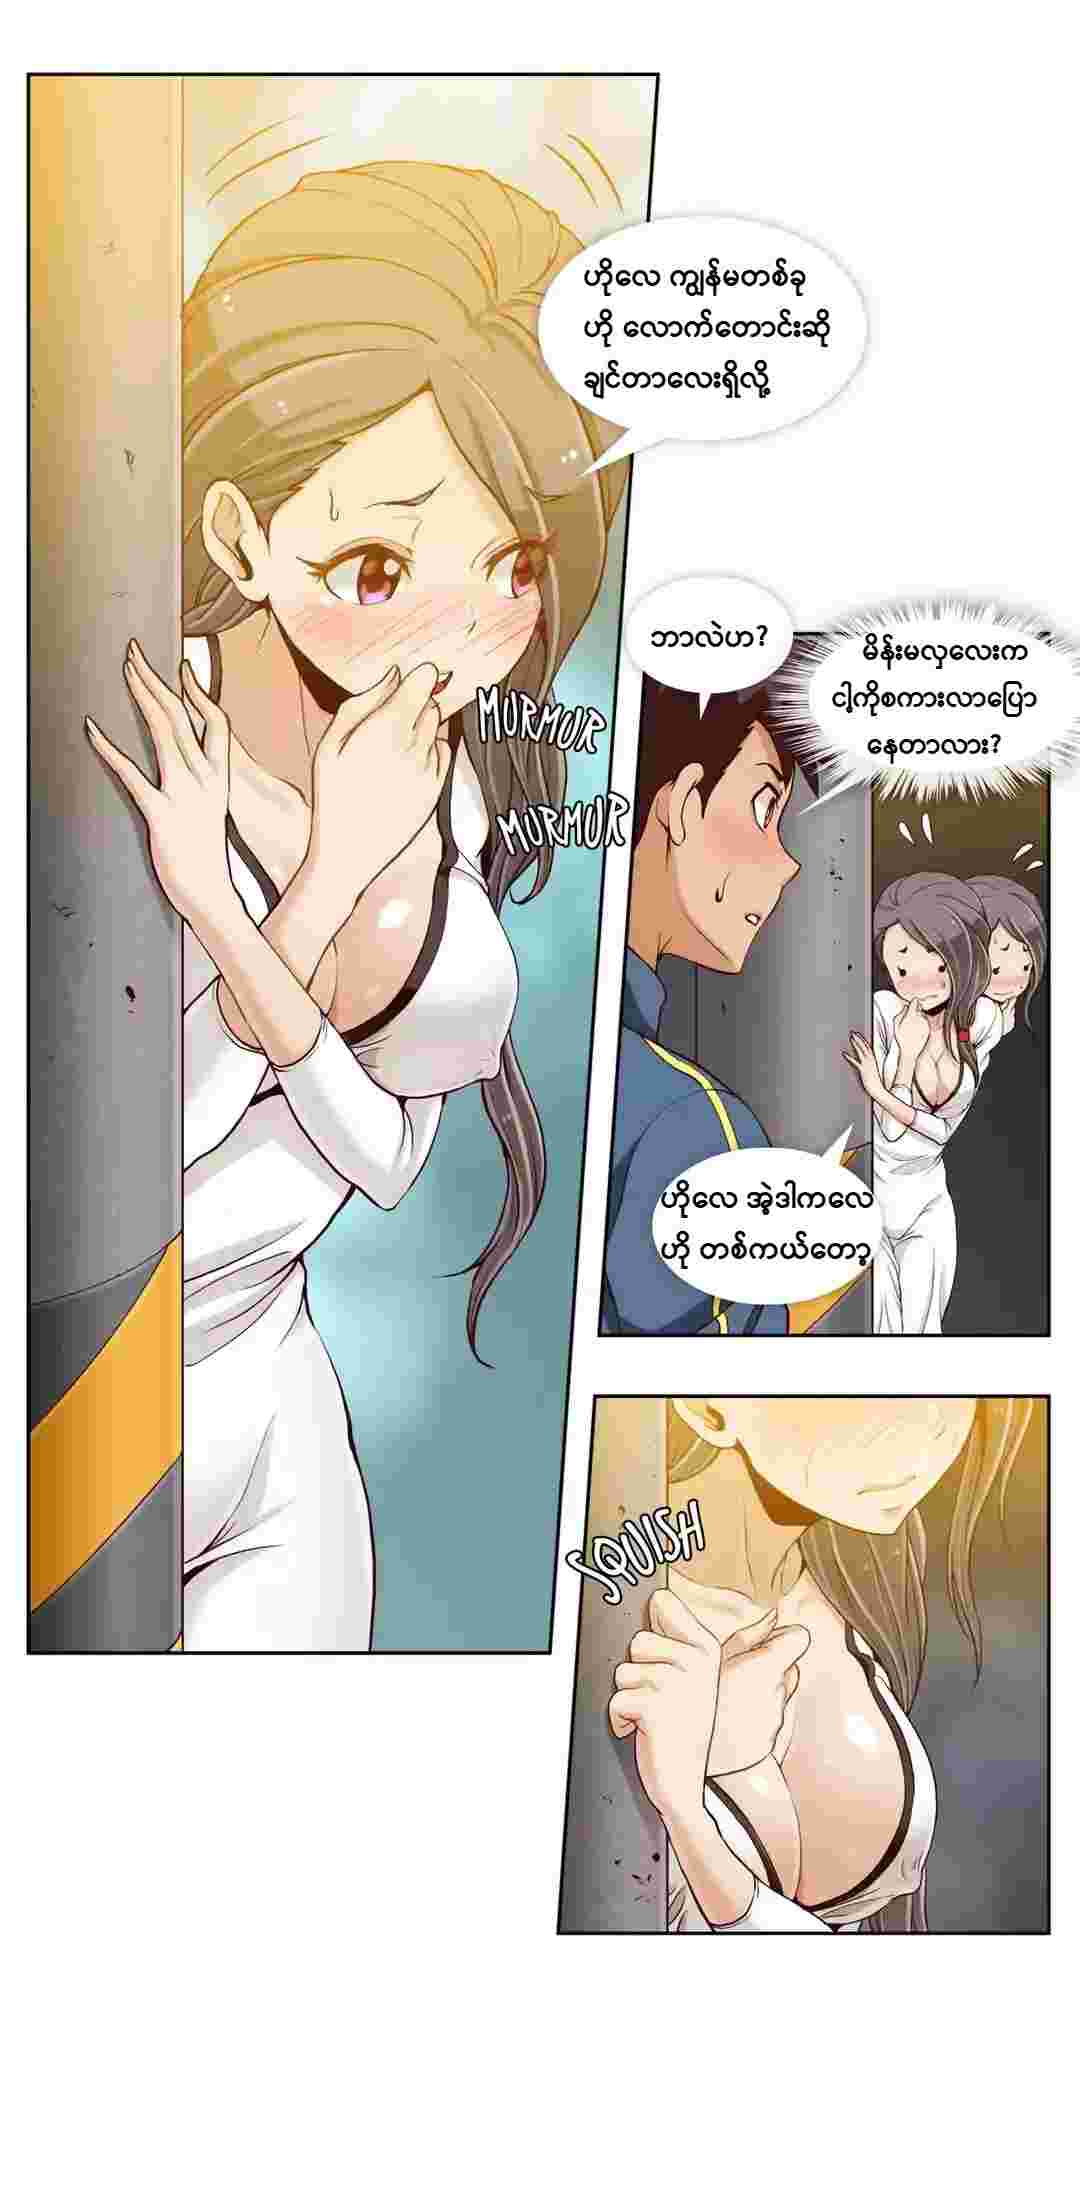 ဟိုလေ ကျွန်မတစ်ခု
ဟို လောက်တောင်းဆို
ချင်တာလေးရှိလို့
MURMUR
MURMUR
ဘာလဲဟ?
မိန်းမလှလေးက
ငါ့ကိုစကားလာပြော
နေတာလား?
ဟိုလေ အဲ့ဒါကလေ
ဟို တစ်ကယ်တော့
SQUISH